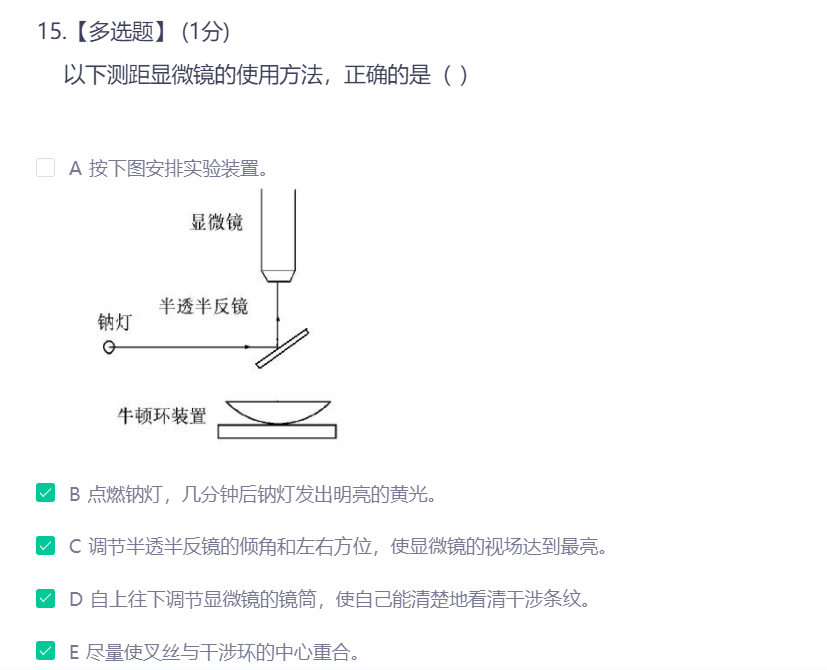 15.【多选题】 (1分)
以下测距显微镜的使用方法，正确的是（ ）
A 按下图安排实验装置。
显微镜
半透半反镜
钠灯
牛顿环装置
B 点燃钠灯，几分钟后钠灯发出明亮的黄光。
C 调节半透半反镜的倾角和左右方位，使显微镜的视场达到最亮。
D 自上往下调节显微镜的镜筒，使自己能清楚地看清干涉条纹。
E 尽量使叉丝与干涉环的中心重合。